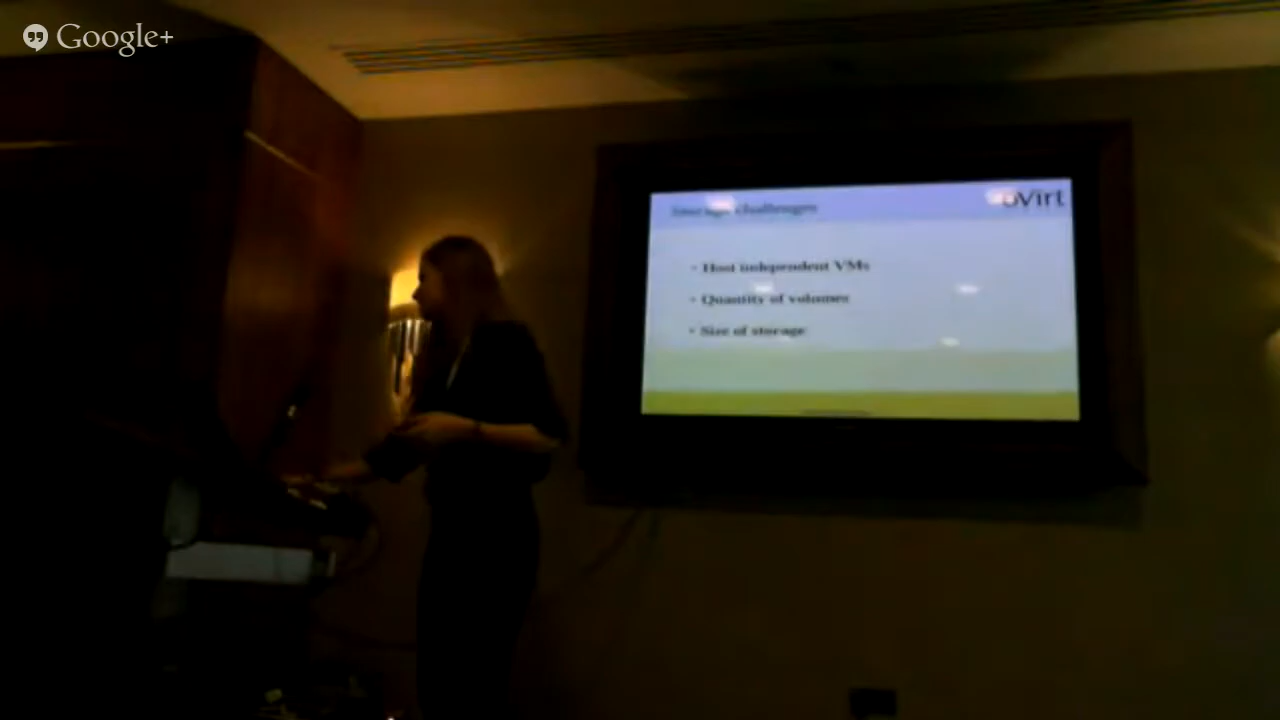 Google+
Storage challenges
oVirt
• Host independent VMs
• Quantity of volumes
• Size of storage